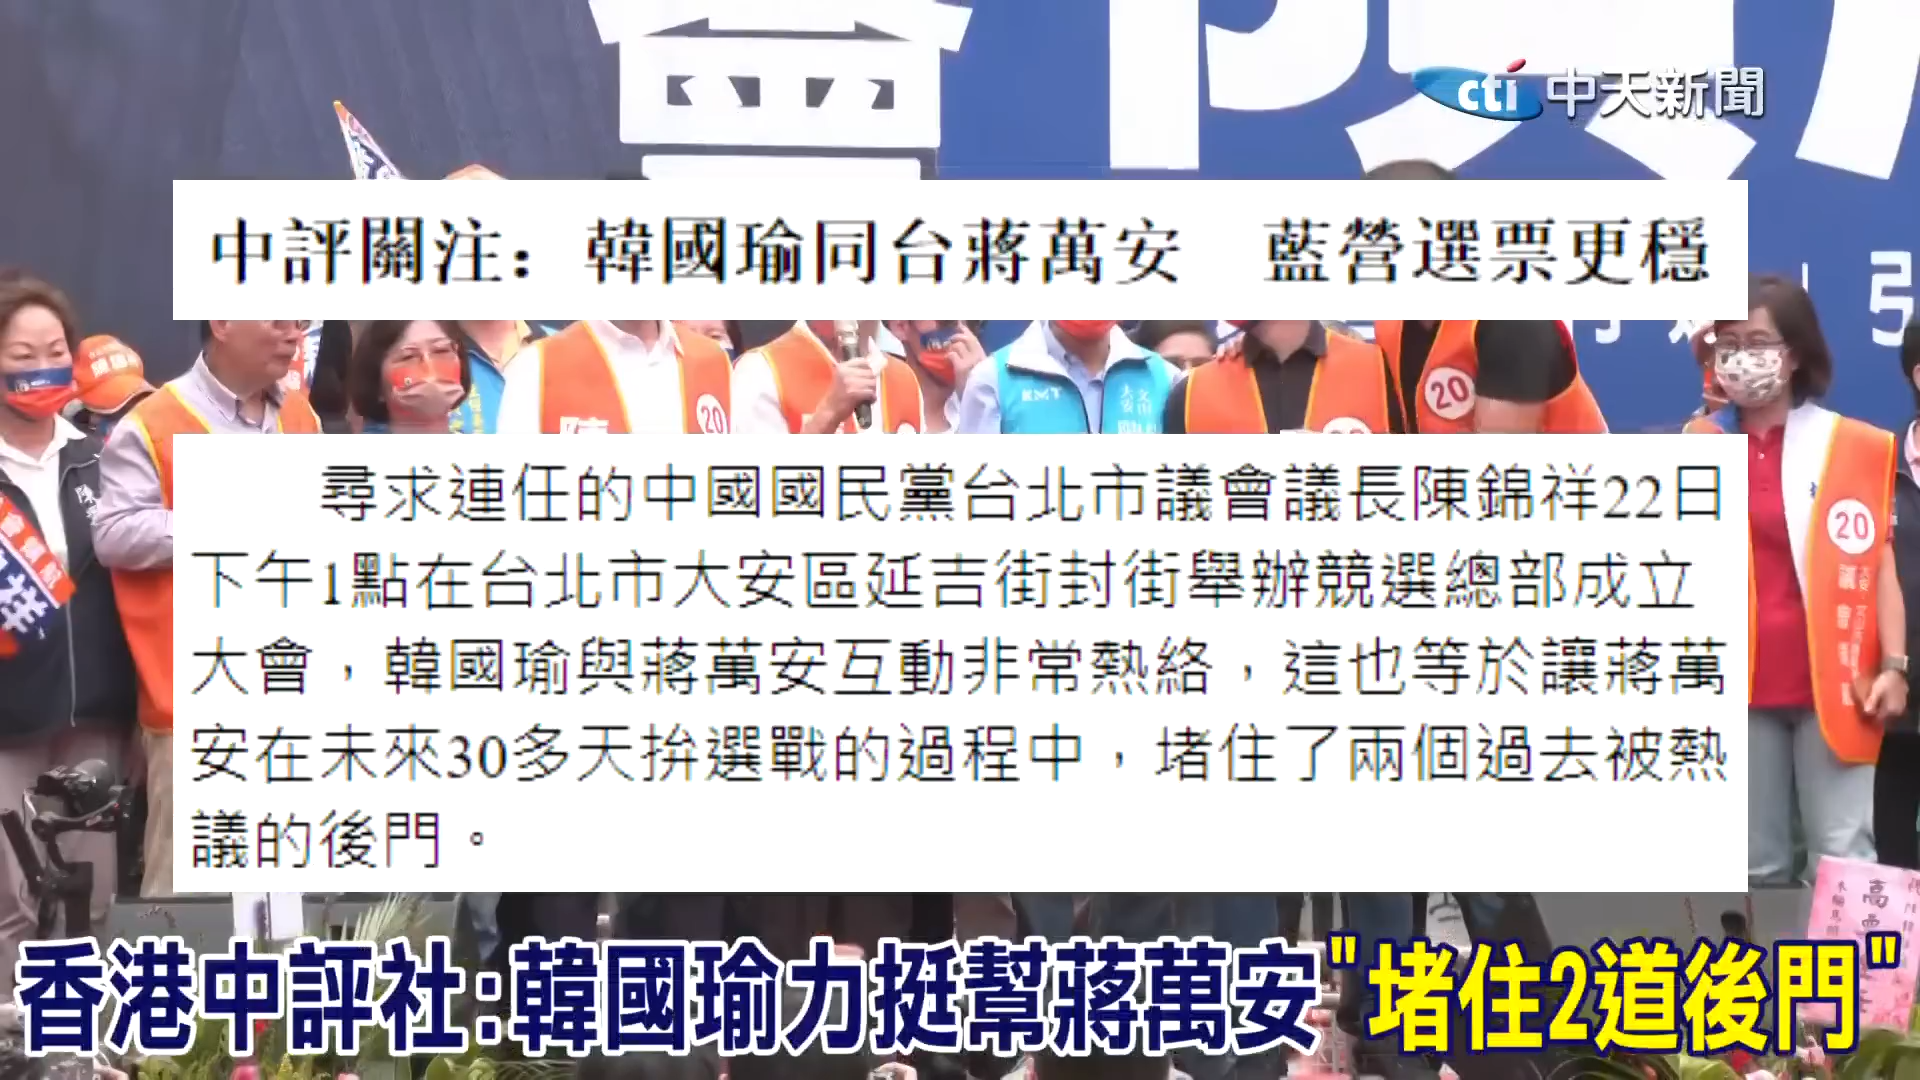 cti 中天新聞
中評關注：韓國瑜同台蔣萬安　藍營選票更穩
20
KMT
20
20
尋求連任的中國國民黨台北市議會議長陳錦祥22日
下午1點在台北市大安區延吉街封街舉辦競選總部成立
大會，韓國瑜與蔣萬安互動非常熱絡，這也等於讓蔣萬
安在未來30多天拚選戰的過程中，堵住了兩個過去被熱
議的後門。
香港中評社:韓國瑜力挺幫蔣萬安"堵住2道後門"